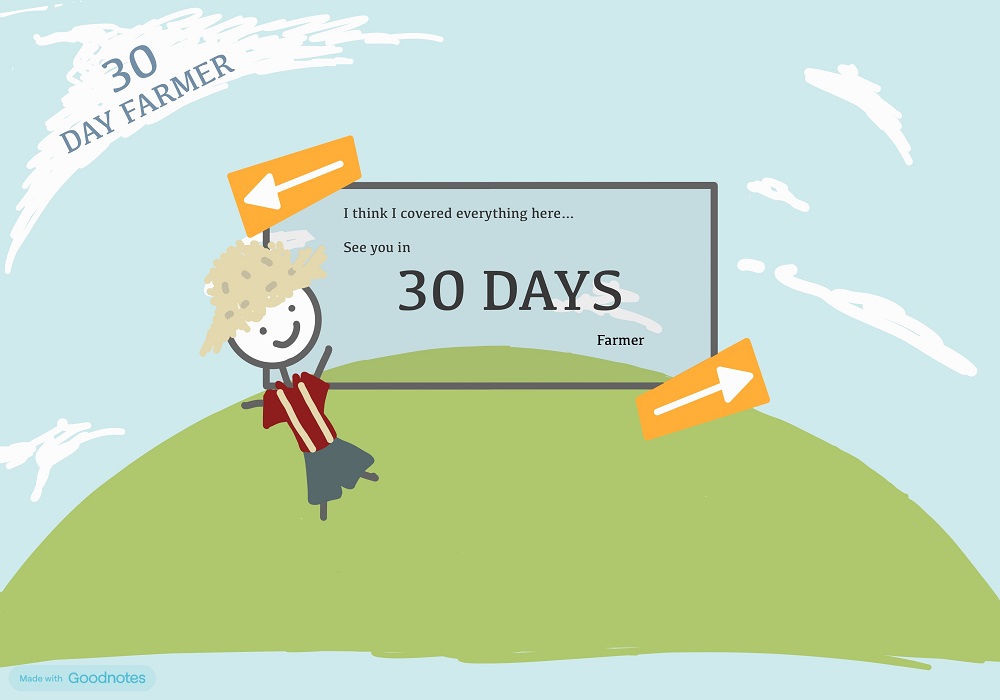 30
DAY FARMER
I think I covered everything here...
See you in
30 DAYS
Farmer
Made with Goodnotes